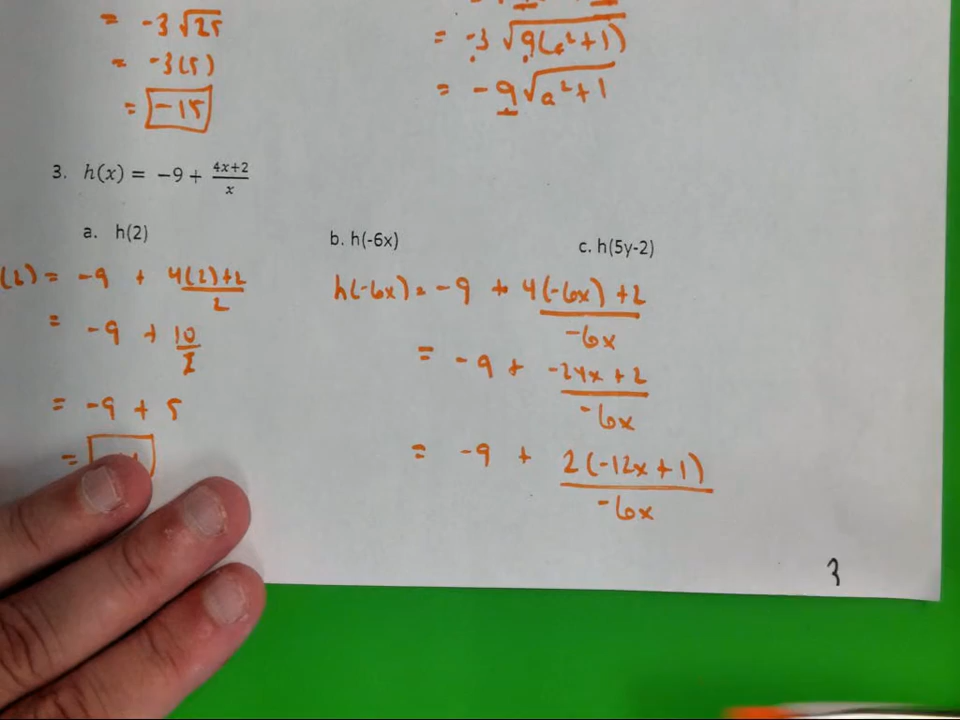 = -3√25
= -3(5)
= -15
= -3√9(a²+1)
= -9√a²+1
3. h(x) = −9 + 4x+2/x
a. h(2)
(2) = -9 + 4(2)+2/2
= -9 + 10/2
= -9 + 5
=
b. h(-6x)
h(-6x) = -9 + 4(-6x)+2/-6x
= -9 + -24x+2/-6x
= -9 + 2(-12x+1)/-6x
c. h(5y-2)
3